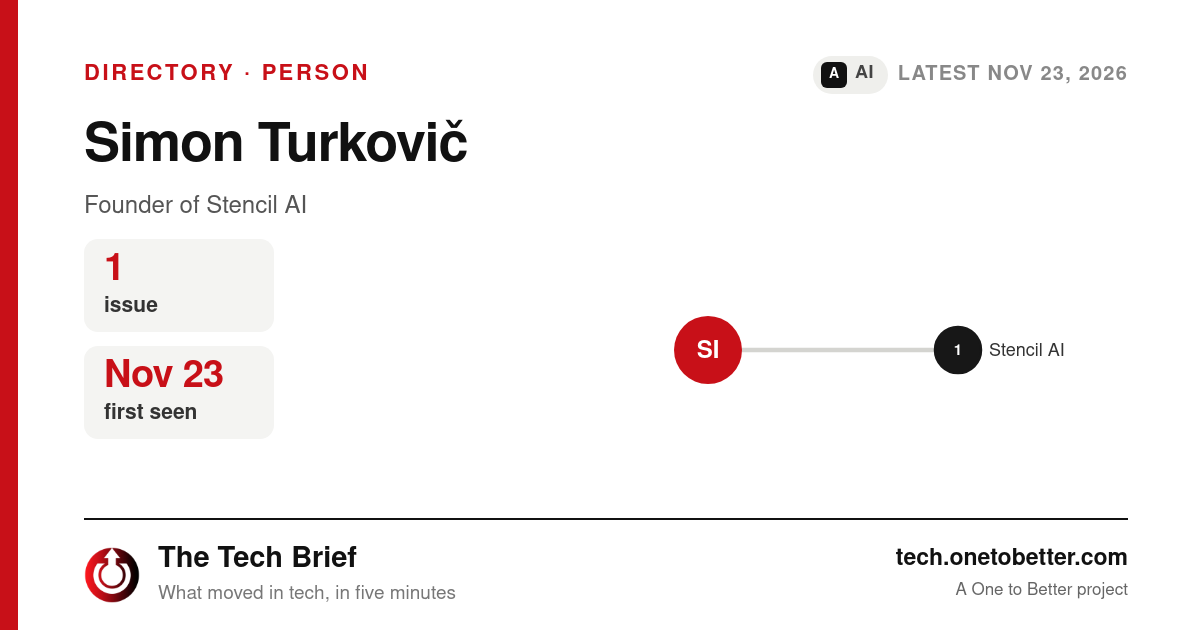 DIRECTORY · PERSON
A AI LATEST NOV 23, 2026
Simon Turkovič
Founder of Stencil AI
1
issue
Nov 23
first seen
SI
1 Stencil AI
The Tech Brief
What moved in tech, in five minutes
tech.onetobetter.com
A One to Better project